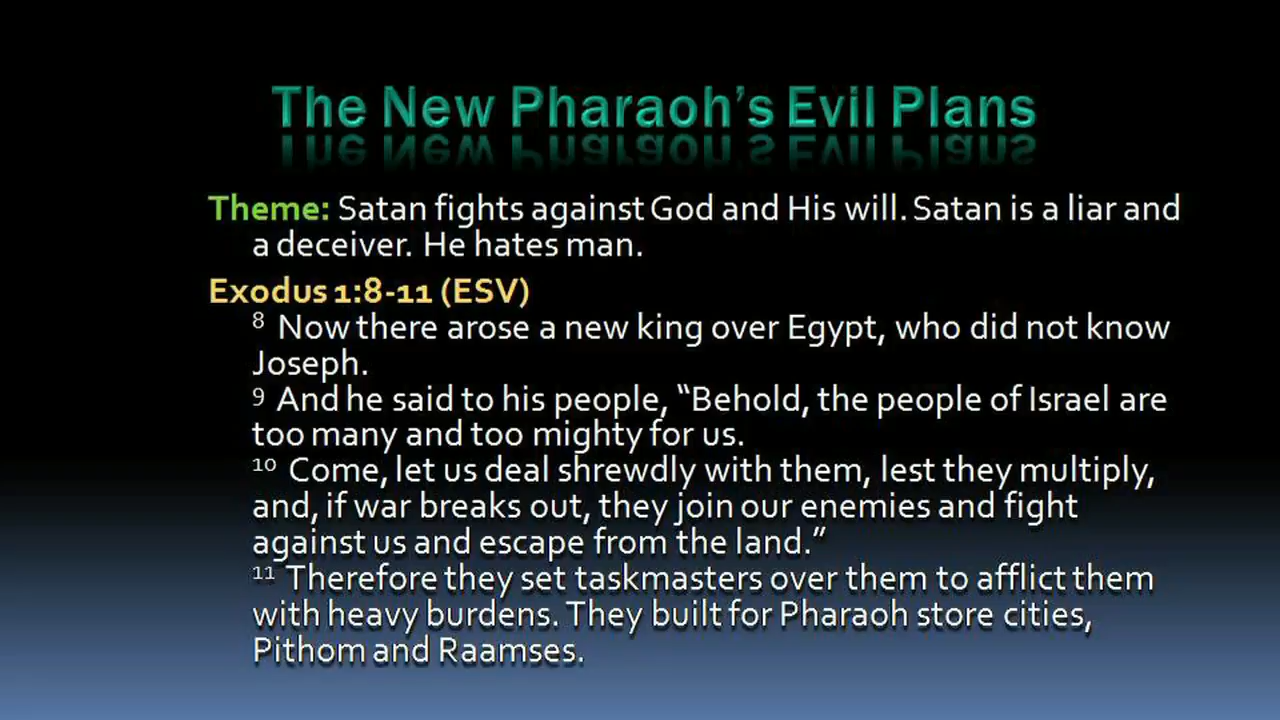 The New Pharaoh’s Evil Plans
Theme: Satan fights against God and His will. Satan is a liar and
a deceiver. He hates man.
Exodus 1:8-11 (ESV)
8 Now there arose a new king over Egypt, who did not know
Joseph.
9 And he said to his people, “Behold, the people of Israel are
too many and too mighty for us.
10 Come, let us deal shrewdly with them, lest they multiply,
and, if war breaks out, they join our enemies and fight
against us and escape from the land.”
11 Therefore they set taskmasters over them to afflict them
with heavy burdens. They built for Pharaoh store cities,
Pithom and Raamses.